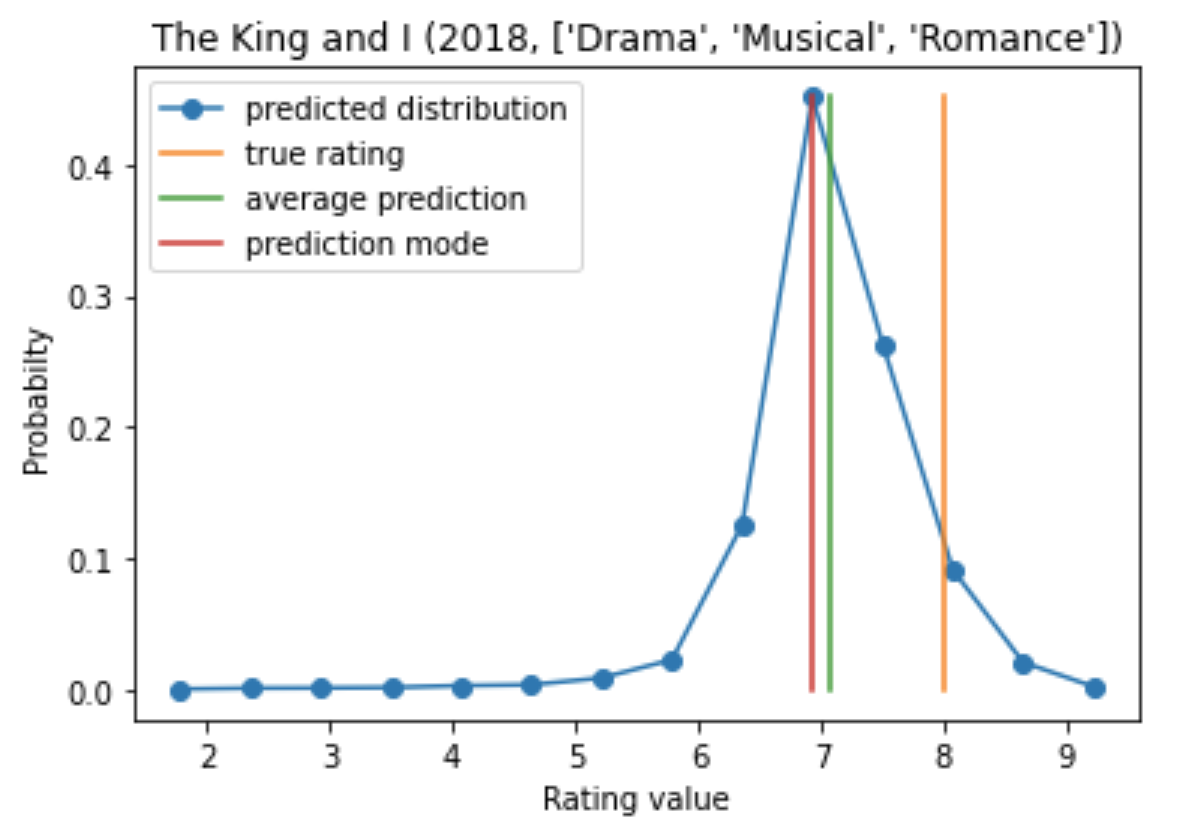 The King and I (2018, ['Drama', 'Musical', 'Romance'])
predicted distribution
true rating
average prediction
prediction mode
Probabilty
0.4
0.3
0.2
0.1
0.0
2 3 4 5 6 7 8 9
Rating value